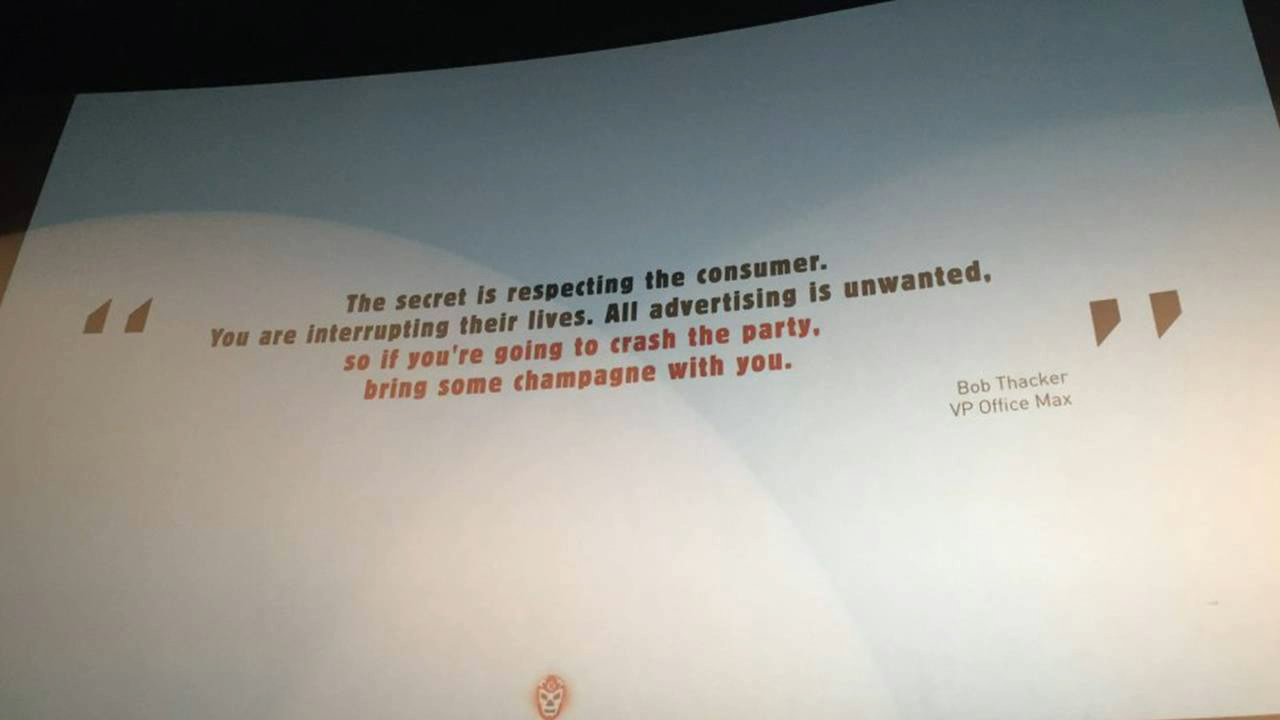 “
The secret is respecting the consumer.
You are interrupting their lives. All advertising is unwanted,
so if you're going to crash the party,
bring some champagne with you.
”
Bob Thacker
VP Office Max